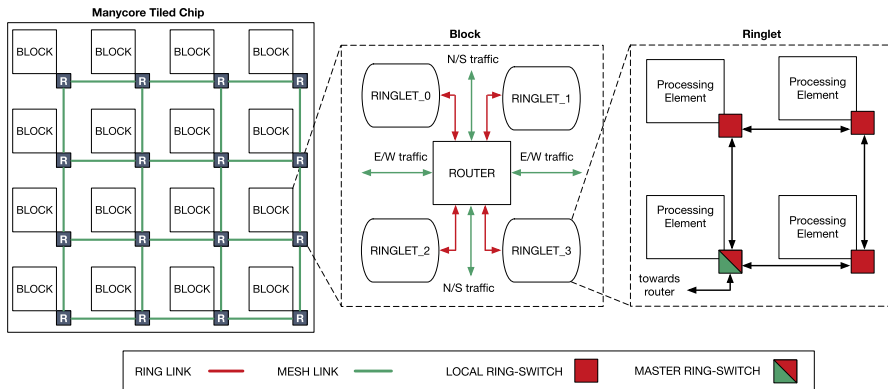 Manycore Tiled Chip
BLOCK BLOCK BLOCK BLOCK
R R R R
BLOCK BLOCK BLOCK BLOCK
R R R R
BLOCK BLOCK BLOCK BLOCK
R R R R
BLOCK BLOCK BLOCK BLOCK
R R R R
Block
N/S traffic
RINGLET_0
RINGLET_1
E/W traffic
E/W traffic
ROUTER
RINGLET_2
RINGLET_3
N/S traffic
Ringlet
Processing
Element
Processing
Element
Processing
Element
Processing
Element
towards
router
RING LINK
MESH LINK
LOCAL RING-SWITCH
MASTER RING-SWITCH